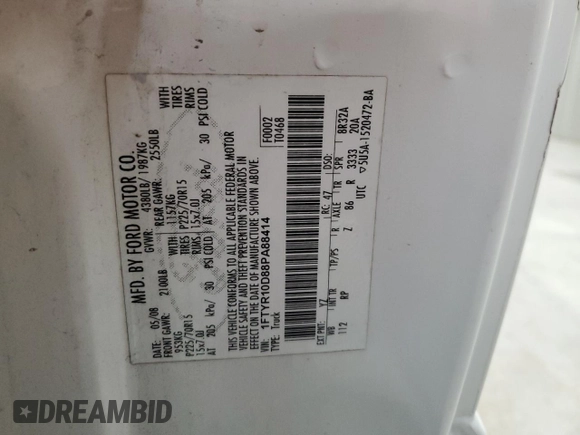 MFD. BY FORD MOTOR CO.
DATE: 05/08 GVWR: 4380LB/ 1987KG
FRONT GAWR: 2100LB REAR GAWR: 2550LB
953KG WITH 1157KG WITH
P225/70R15 TIRES P225/70R15 TIRES
15x7.0J RIMS 15x7.0J RIMS
AT 205 kPa/ 30 PSI COLD AT 205 kPa/ 30 PSI COLD
THIS VEHICLE CONFORMS TO ALL APPLICABLE FEDERAL MOTOR
VEHICLE SAFETY AND THEFT PREVENTION STANDARDS IN
EFFECT ON THE DATE OF MANUFACTURE SHOWN ABOVE.
VIN: 1FTYR10D88PA88414 F0002
TYPE: Truck T0468
EXT PNT: YZ RC: 47 DSO:
WB INT TR TP/PS R AXLE TR SPR BR32A
112 RP Z 86 R 3333 20A
UTC ▽5U5A-1520472-BA
DREAMBID